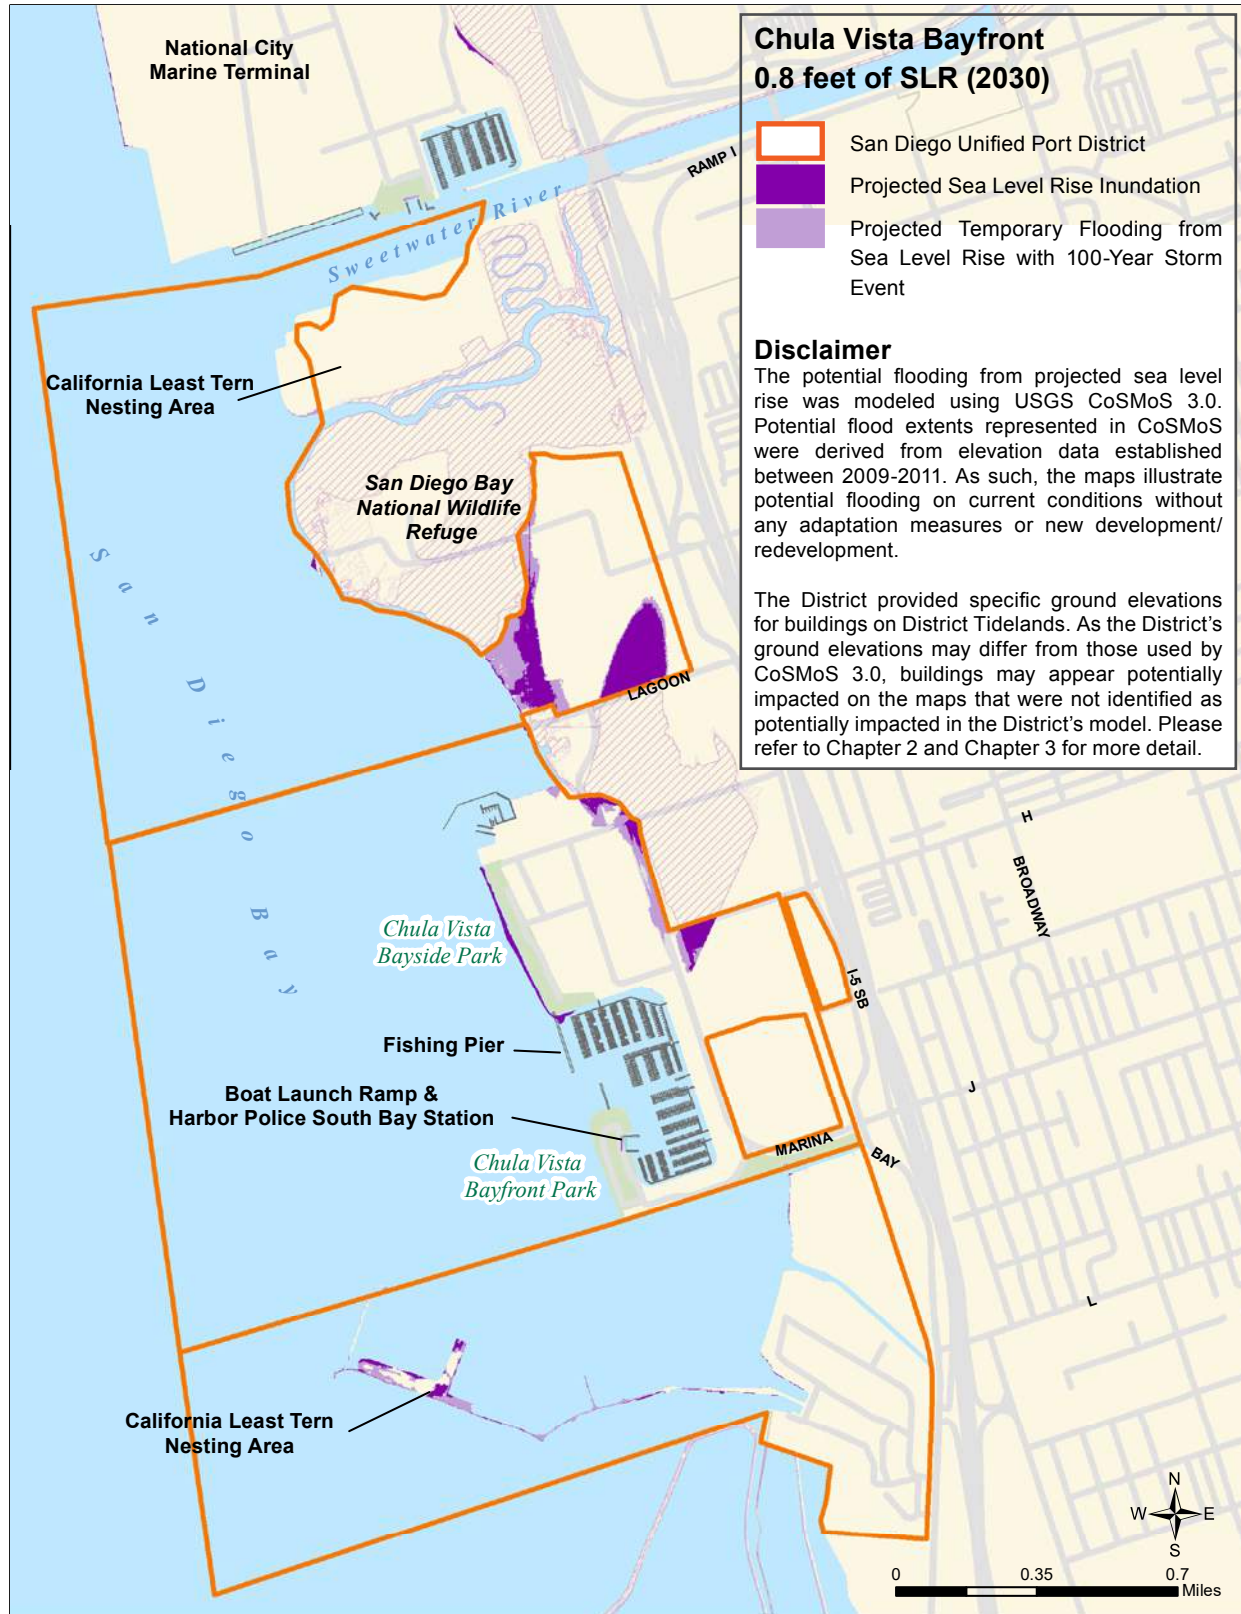 National City
Marine Terminal
Chula Vista Bayfront
0.8 feet of SLR (2030)
San Diego Unified Port District
Projected Sea Level Rise Inundation
Projected Temporary Flooding from
Sea Level Rise with 100-Year Storm
Event
Disclaimer
The potential flooding from projected sea level
rise was modeled using USGS CoSMoS 3.0.
Potential flood extents represented in CoSMoS
were derived from elevation data established
between 2009-2011. As such, the maps illustrate
potential flooding on current conditions without
any adaptation measures or new development/
redevelopment.
The District provided specific ground elevations
for buildings on District Tidelands. As the District's
ground elevations may differ from those used by
CoSMoS 3.0, buildings may appear potentially
impacted on the maps that were not identified as
potentially impacted in the District's model. Please
refer to Chapter 2 and Chapter 3 for more detail.
RAMP I
Sweetwater River
California Least Tern
Nesting Area
San Diego Bay
National Wildlife
Refuge
San Diego Bay
LAGOON
H
BROADWAY
Chula Vista
Bayside Park
I-5 SB
Fishing Pier
Boat Launch Ramp &
Harbor Police South Bay Station
J
MARINA
BAY
Chula Vista
Bayfront Park
L
California Least Tern
Nesting Area
N
W
E
S
0
0.35
0.7
Miles